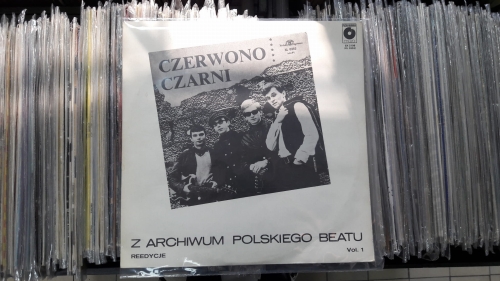 CZERWONO
CZARNI
Z ARCHIWUM POLSKIEGO BEATU
REEDYCJE
Vol. 1